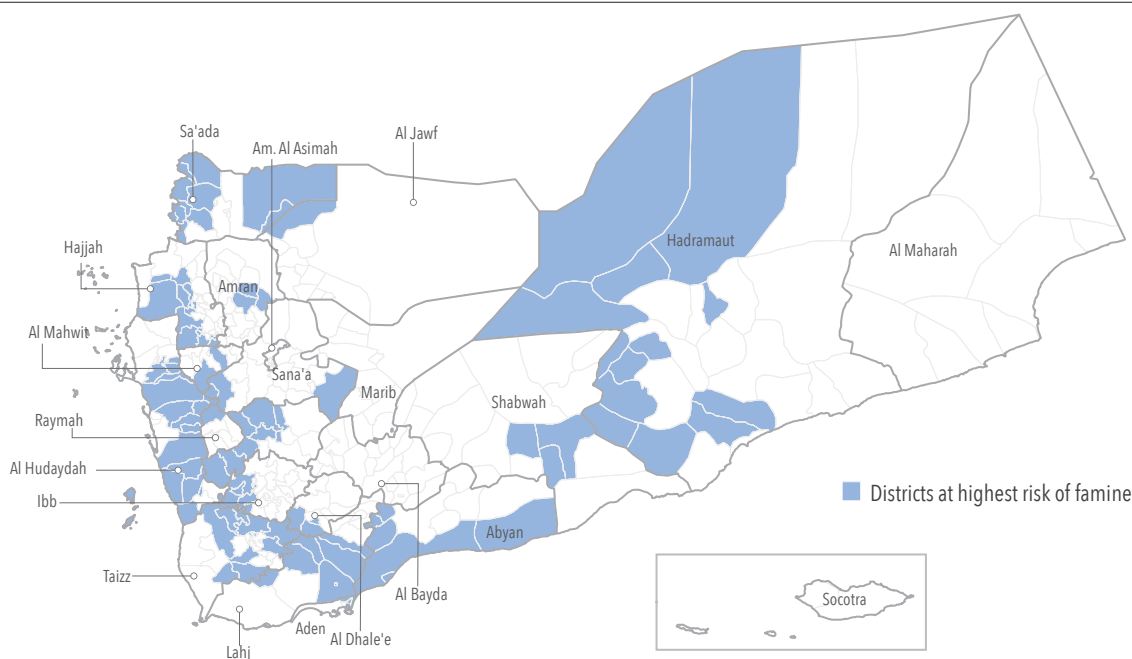 Sa'ada
Am. Al Asimah
Al Jawf
Hajjah
Hadramaut
Al Maharah
Amran
Al Mahwit
Sana'a
Marib
Shabwah
Raymah
Al Hudaydah
Ibb
Districts at highest risk of famine
Abyan
Taizz
Al Bayda
Socotra
Aden
Al Dhale'e
Lahj